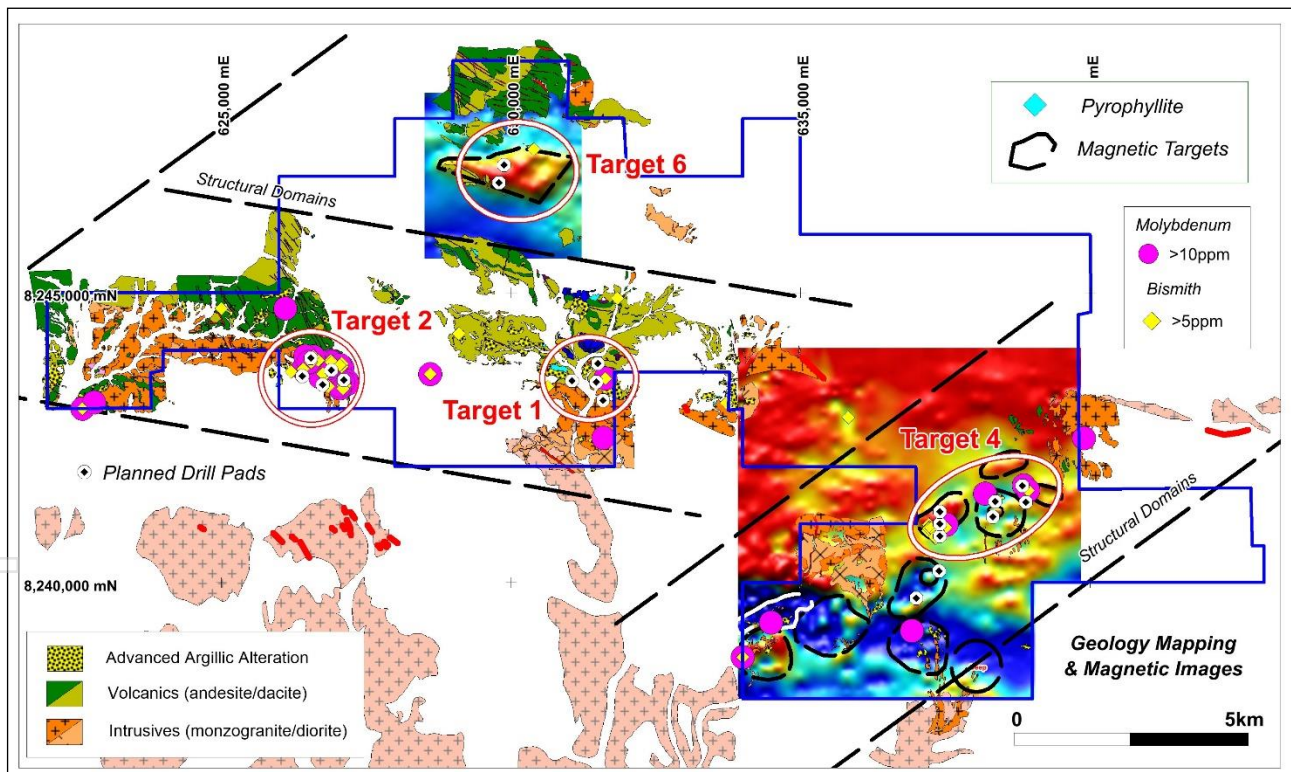 625,000 mE
630,000 mE
635,000 mE
mE
Pyrophyllite
Magnetic Targets
Target 6
Structural Domains
Molybdenum
>10ppm
Bismith
>5ppm
8,245,000 mN
Target 2
Target 1
Target 4
Planned Drill Pads
Structural Domains
8,240,000 mN
Geology Mapping
& Magnetic Images
Advanced Argillic Alteration
Volcanics (andesite/dacite)
Intrusives (monzogranite/diorite)
0
5km